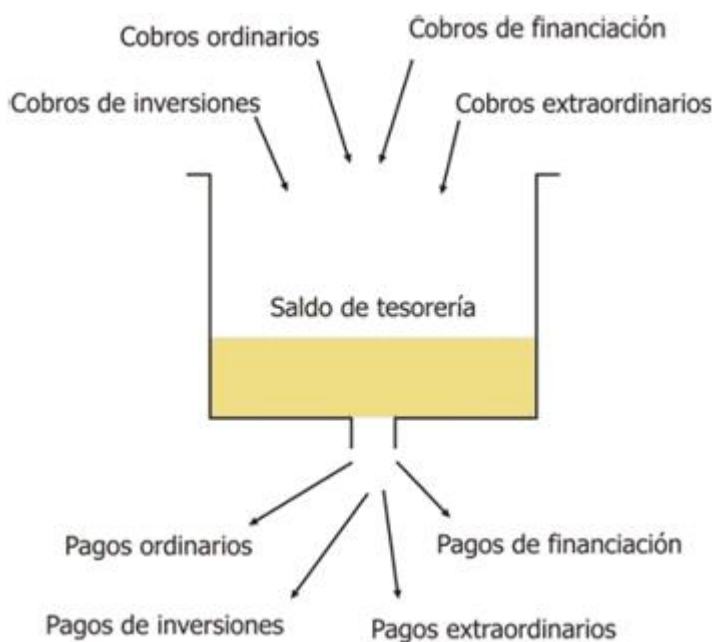 Cobros ordinarios
Cobros de financiación
Cobros de inversiones
Cobros extraordinarios
Saldo de tesorería
Pagos ordinarios
Pagos de financiación
Pagos de inversiones
Pagos extraordinarios